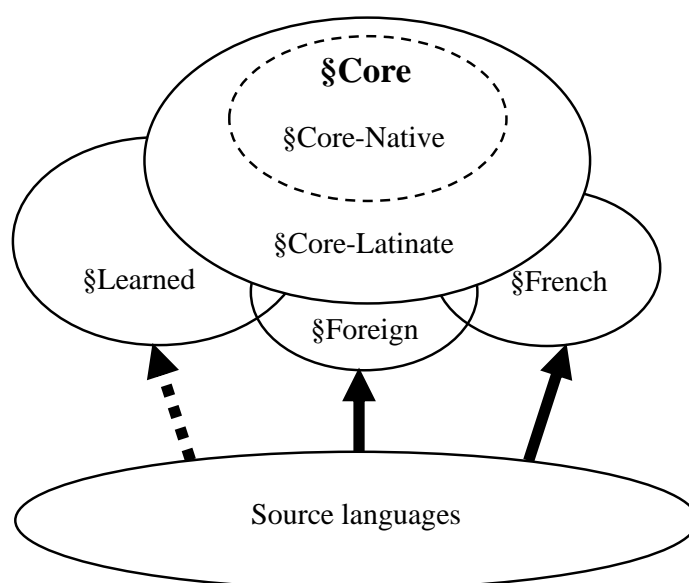 §Core
§Core-Native
§Core-Latinate
§Learned
§French
§Foreign
Source languages